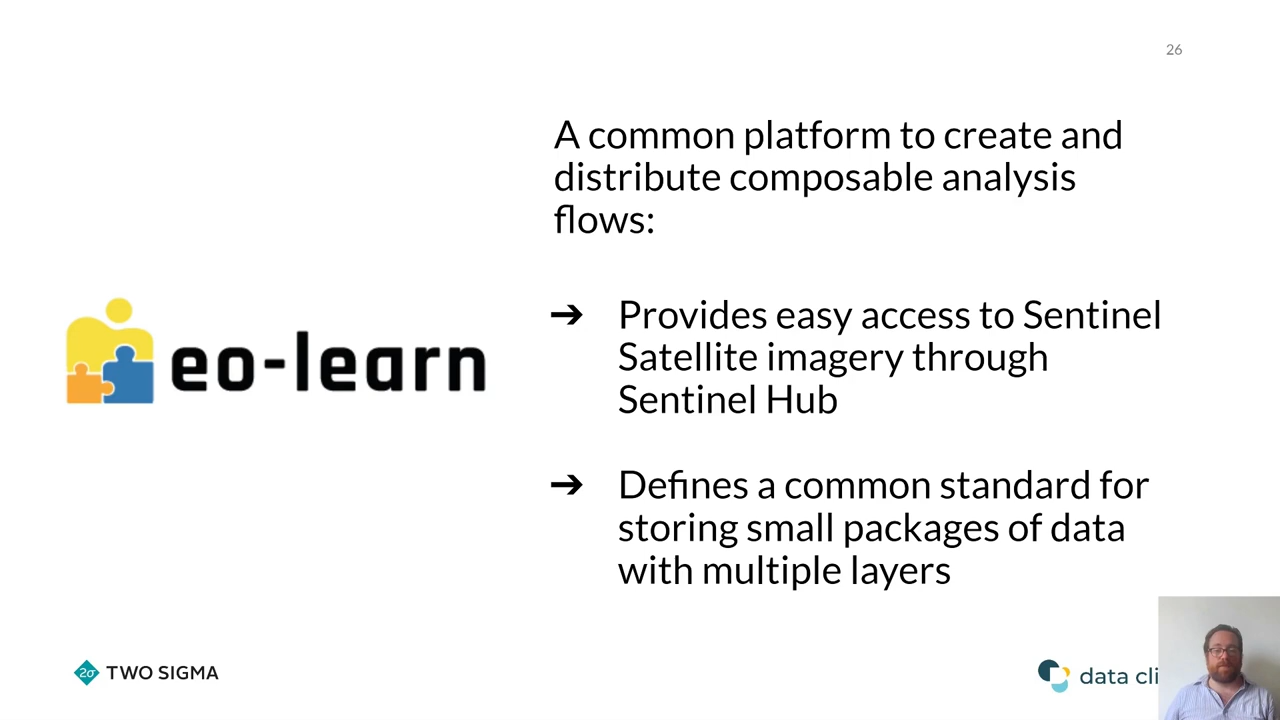 26
A common platform to create and
distribute composable analysis
flows:
➔ Provides easy access to Sentinel
Satellite imagery through
Sentinel Hub
➔ Defines a common standard for
storing small packages of data
with multiple layers
eo-learn
2σ TWO SIGMA
data cli